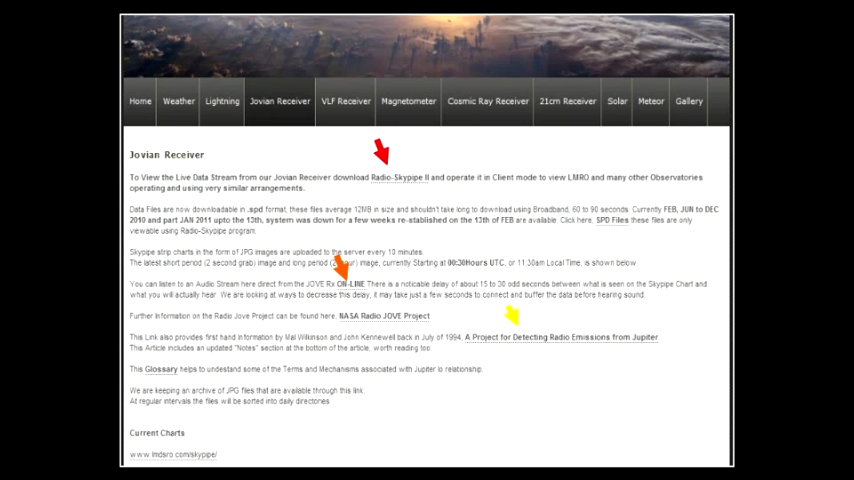 Home Weather Lightning Jovian Receiver VLF Receiver Magnetometer Cosmic Ray Receiver 21cm Receiver Solar Meteor Gallery
Jovian Receiver
To View the Live Data Stream from our Jovian Receiver download Radio-Skypipe II and operate it in Client mode to view LMRO and many other Observatories
operating and using very similar arrangements.
Data Files are now downloadable in .spd format, these files average 12MB in size and shouldn't take long to download using Broadband, 60 to 90 seconds. Currently FEB, JUN to DEC
2010 and part JAN 2011 upto the 13th, system was down for a few weeks re-stablished on the 13th of FEB are available. Click here, SPD Files these files are only
viewable using Radio-Skypipe program.
Skypipe strip charts in the form of JPG images are uploaded to the server every 10 minutes.
The latest short period (2 second grab) image and long period (2 hour) image, currently Starting at 00:30Hours UTC, or 11:30am Local Time, is shown below.
You can listen to an Audio Stream here direct from the JOVE Rx ON-LINE There is a noticable delay of about 15 to 30 odd seconds between what is seen on the Skypipe Chart and
what you will actually hear. We are looking at ways to decrease this delay, it may take just a few seconds to connect and buffer the data before hearing sound.
Further Information on the Radio Jove Project can be found here, NASA Radio JOVE Project
This Link also provides first hand information by Mal Wilkinson and John Kennewell back in July of 1994, A Project for Detecting Radio Emissions from Jupiter
This Article includes an updated "Notes" section at the bottom of the article, worth reading too.
This Glossary helps to undestand some of the Terms and Mechanisms associated with Jupiter Io relationship.
We are keeping an archive of JPG files that are available through this link
At regular intervals the files will be sorted into daily directories
Current Charts
www.lmdsro.com/skypipe/